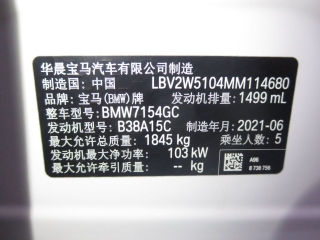 华晨宝马汽车有限公司制造
制造国：中国 LBV2W5104MM114680
品牌：宝马(BMW)牌 发动机排量：1499 mL
整车型号：BMW7154GC
发动机型号：B38A15C 制造年月：2021-06
最大允许总质量：1845 kg 乘坐人数：5
发动机最大净功率：103 kW
最大允许牵引质量：-- kg
A9E
8 738 756